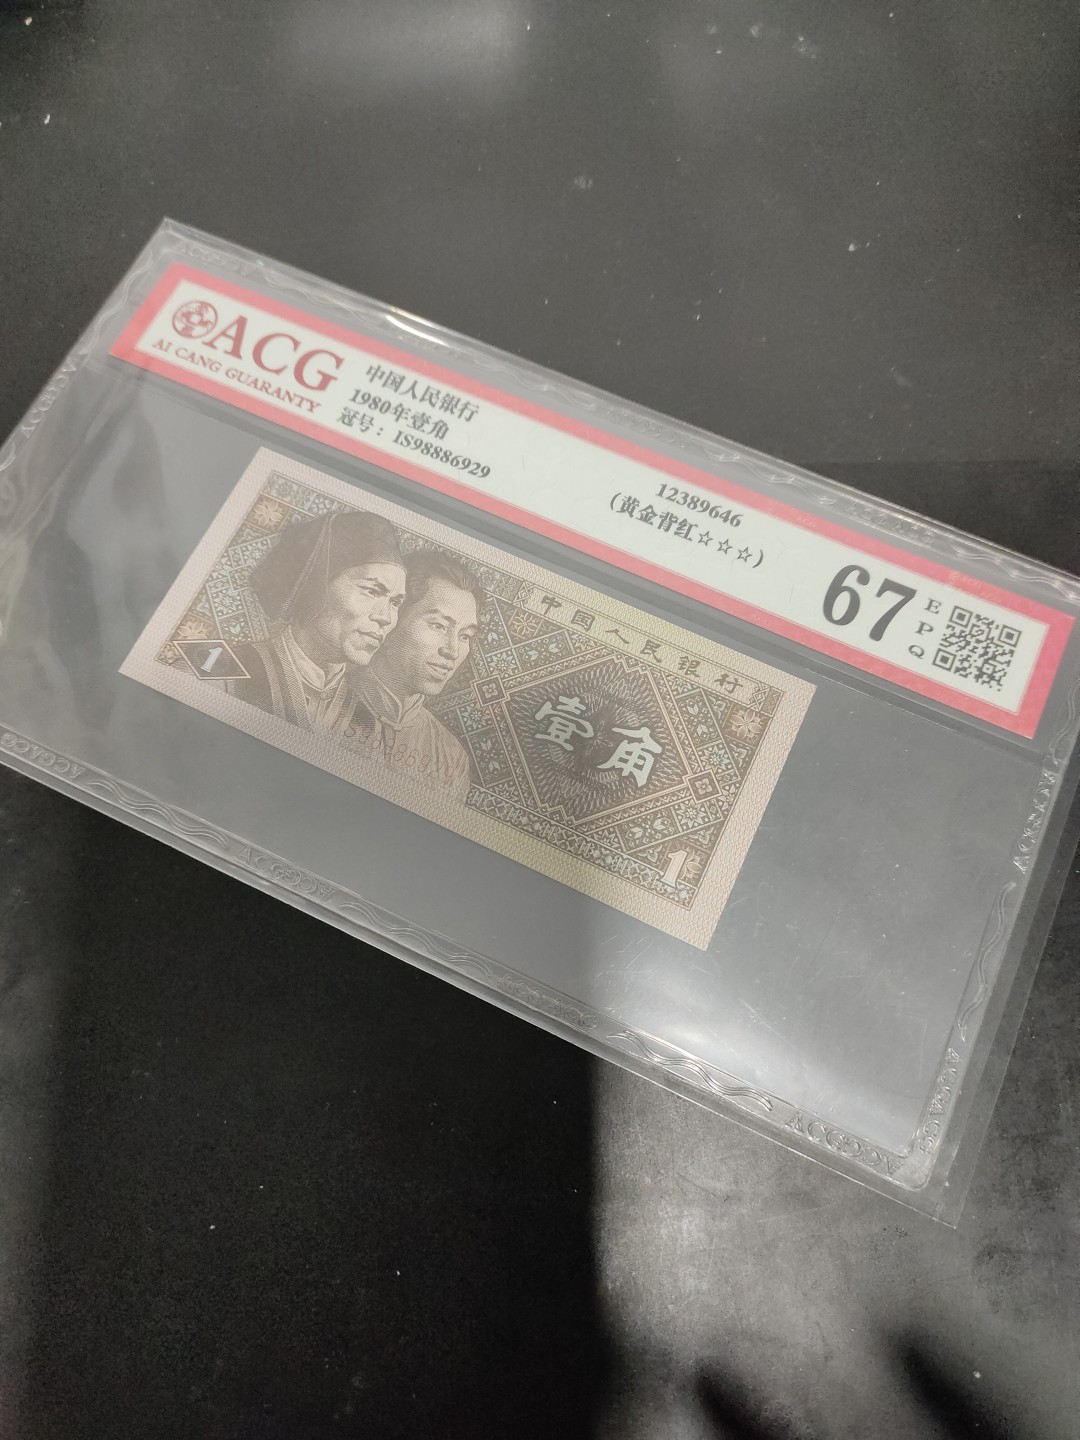 ACG
AI CANG GUARANTY
中国人民银行
1980年壹角
冠号：IS98886929
12389646
(黄金背红☆☆☆)
67
EPQ
中国人民银行
壹角
1
1